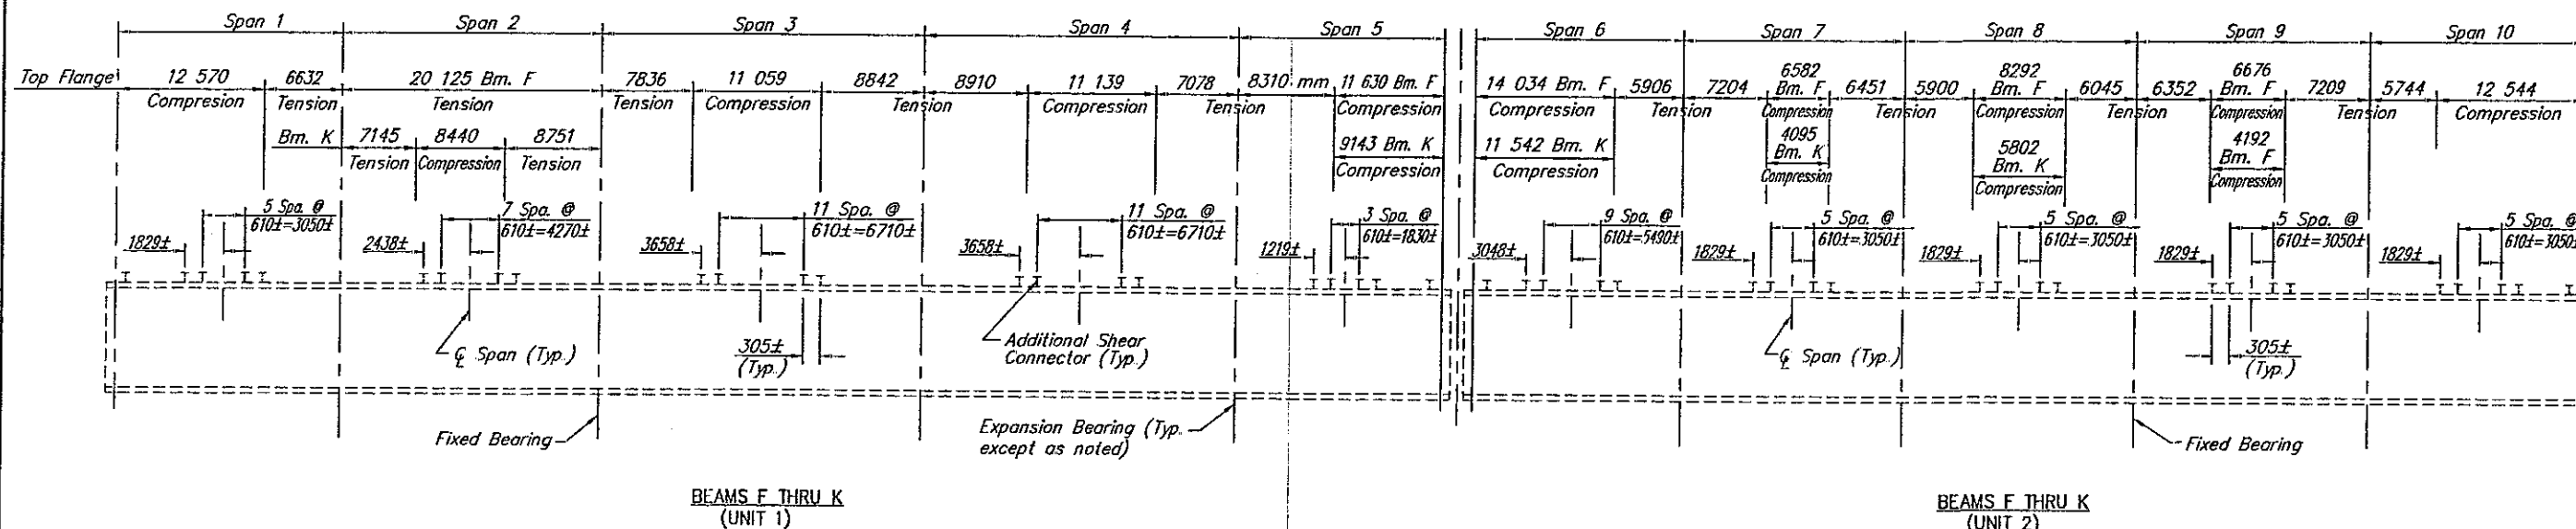 Span 1 Span 2 Span 3 Span 4 Span 5 Span 6 Span 7 Span 8 Span 9 Span 10
Top Flange 12 570 6632 20 125 Bm. F 7836 11 059 8842 8910 11 139 7078 8310 mm 11 630 Bm. F 14 034 Bm. F 5906 7204 6582 Bm. F 6451 5900 8292 Bm. F 6045 6352 6676 Bm. F 7209 5744 12 544
Compresion Tension Tension Tension Compression Tension Compression Tension Compression Compression Tension Compression Tension Compression Tension Compression Tension Compression
Bm. K 7145 8440 8751 9143 Bm. K 11 542 Bm. K 4095 Bm. K 5802 Bm. K 4192 Bm. F
Tension Compression Tension Compression Compression Compression Compression Compression
5 Spa. @ 7 Spa. @ 11 Spa. @ 11 Spa. @ 3 Spa. @ 9 Spa. @ 5 Spa. @ 5 Spa. @ 5 Spa. @ 5 Spa. @
610±=3050± 610±=4270± 610±=6710± 610±=6710± 610±=1830± 610±=5490± 610±=3050± 610±=3050± 610±=3050± 610±=3050±
1829± 2438± 3658± 3658± 1219± 3048± 1829± 1829± 1829± 1829±
℄ Span (Typ.)
305±
(Typ.)
Additional Shear
Connector (Typ.)
℄ Span (Typ.)
305±
(Typ.)
Fixed Bearing
Expansion Bearing (Typ.
except as noted)
Fixed Bearing
BEAMS F THRU K
(UNIT 1)
BEAMS F THRU K
(UNIT 2)